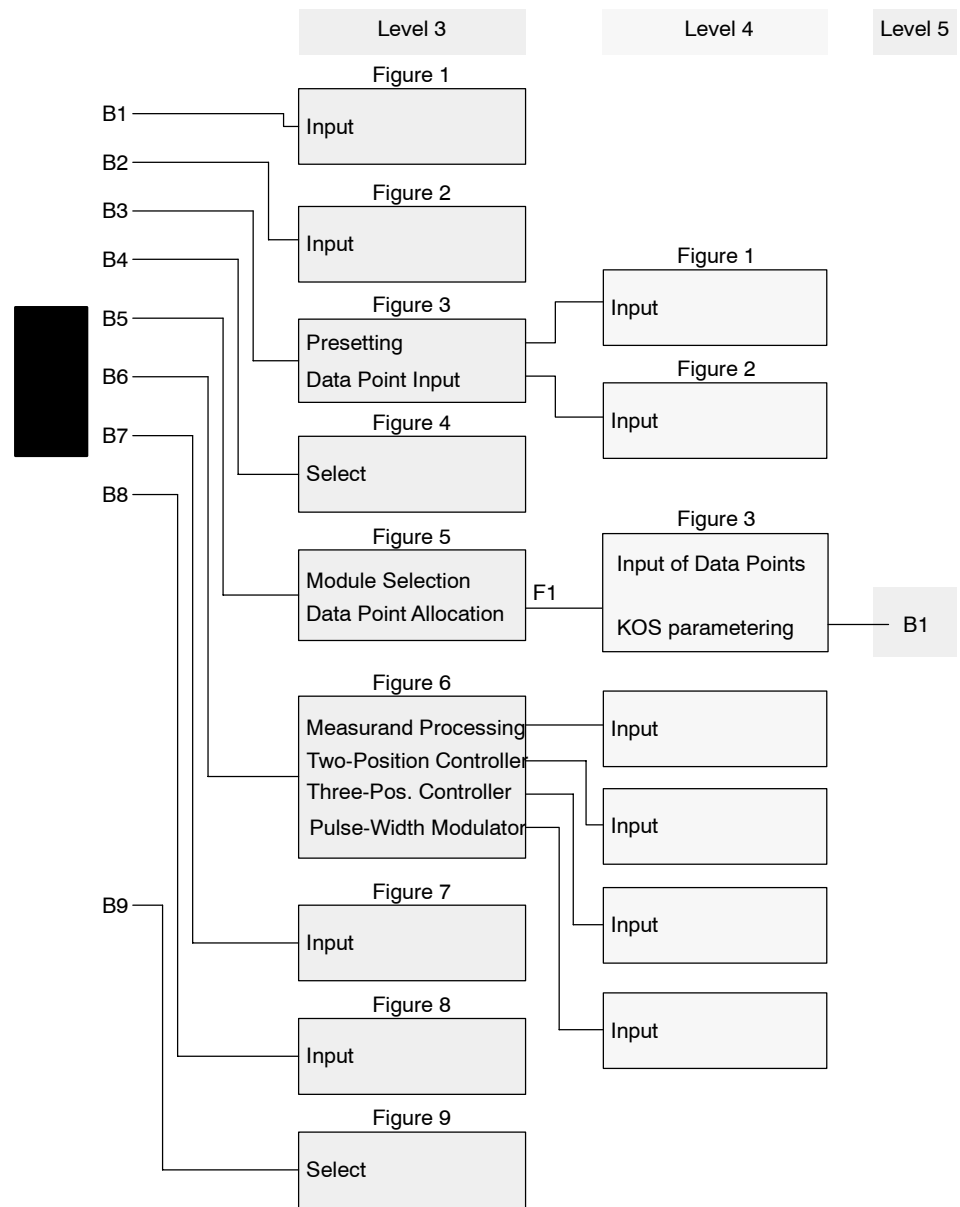 Level 3
Level 4
Level 5
Figure 1
B1
Input
B2
Figure 2
B3
Input
B4
Figure 1
Figure 3
Input
B5
Presetting
Data Point Input
B6
Figure 2
Input
Figure 4
B7
Select
B8
Figure 3
Figure 5
Input of Data Points
Module Selection
F1
Data Point Allocation
KOS parametering
B1
Figure 6
Measurand Processing
Input
Two-Position Controller
Three-Pos. Controller
Pulse-Width Modulator
Input
Figure 7
B9
Input
Input
Figure 8
Input
Input
Figure 9
Select